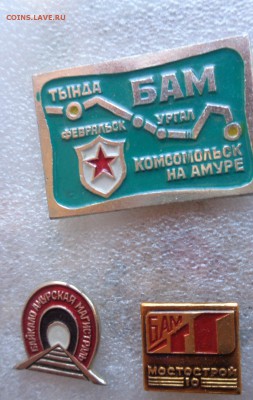 COINS.LAVE.RU
ТЫНДА
БАМ
ФЕВРАЛЬСК
УРГАЛ
КОМСОМОЛЬСК
НА АМУРЕ
БАЙКАЛО АМУРСКАЯ МАГИСТРАЛЬ
БАМ
МОСТОСТРОЙ
10